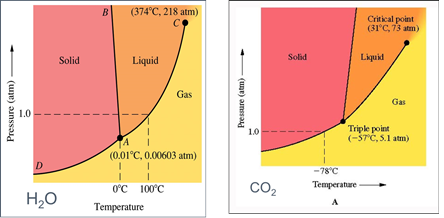 B
(374°C, 218 atm)
C
Solid
Liquid
Gas
Pressure (atm)
1.0
A
(0.01°C, 0.00603 atm)
D
0°C
100°C
H2O
Temperature
Critical point
(31°C, 73 atm)
Solid
Liquid
Gas
Pressure (atm)
Triple point
(−57°C, 5.1 atm)
1.0
−78°C
CO2
Temperature
A